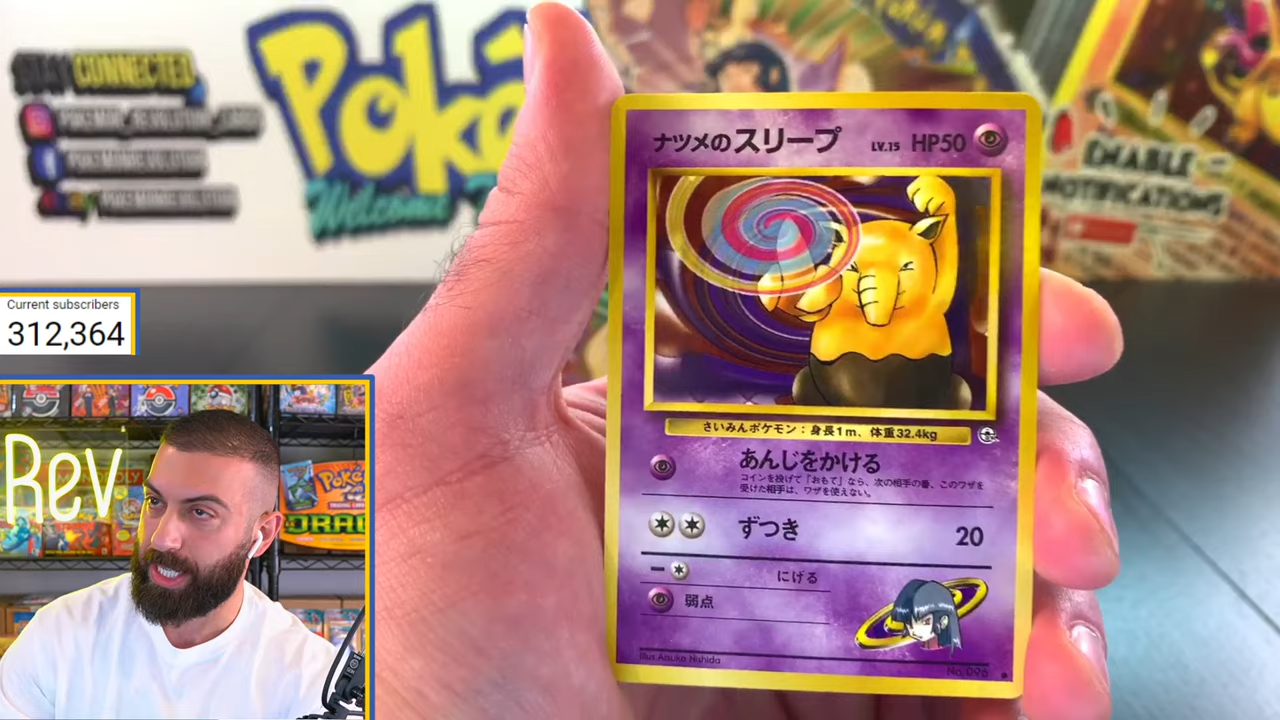 STAY CONNECTED
Poké
Welcome
ENABLE
NOTIFICATIONS
Current subscribers
312,364
Rev
ナツメのスリープ LV.15 HP50
さいみんポケモン：身長1m、体重32.4kg
あんじをかける
コインを投げて「おもて」なら、次の相手の番、このワザを
受けた相手は、ワザを使えない。
ずつき 20
にげる
弱点
Illus. Atsuko Nishida
No. 096